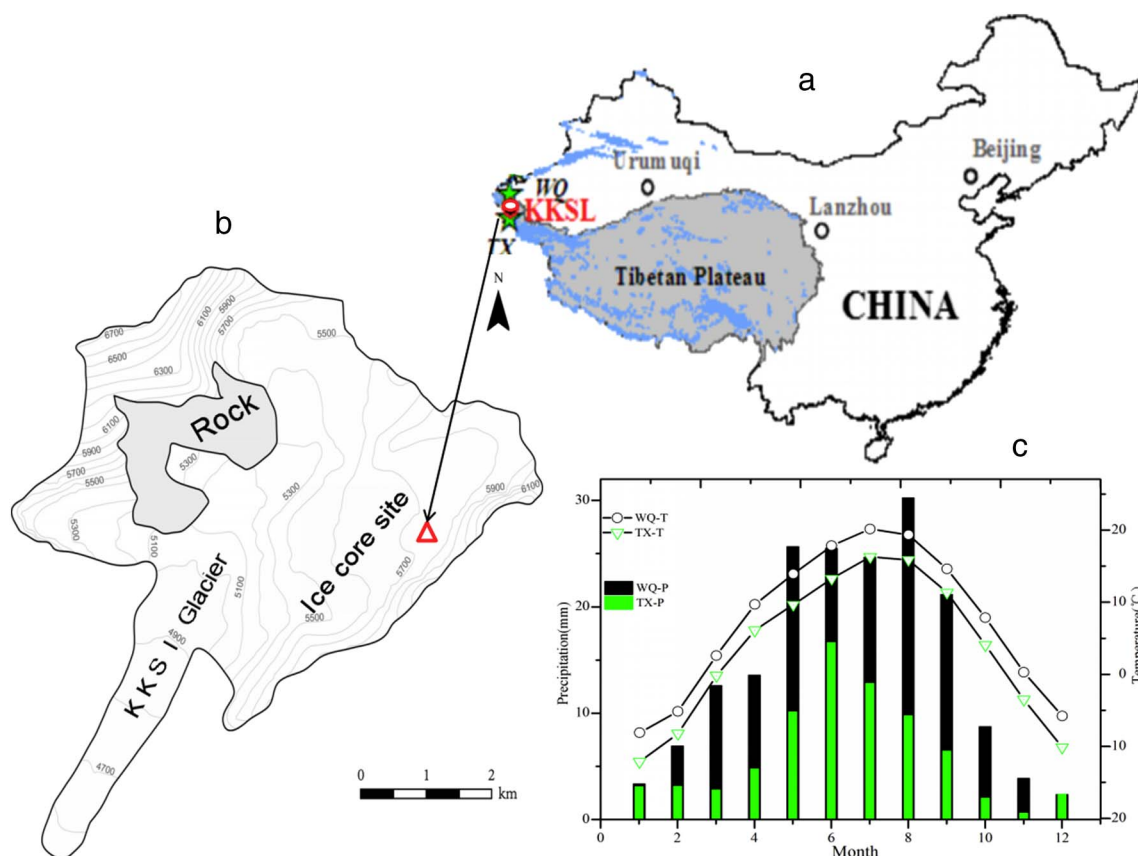 a
Urumuqi
Beijing
WQ
KKSL
Lanzhou
TX
N
Tibetan Plateau
CHINA
b
6700
6500
6300
6100
5900
5700
5500
6100
5900
5700
5500
5300
Rock
5300
5300
5100
5100
4900
4700
5500
5700
5900
6100
Ice core site
KKSl Glacier
0 1 2
km
c
WQ-T
TX-T
WQ-P
TX-P
Precipitation(mm)
30
20
10
0
Temperature(°C)
20
10
0
10
20
0 2 4 6 8 10 12
Month